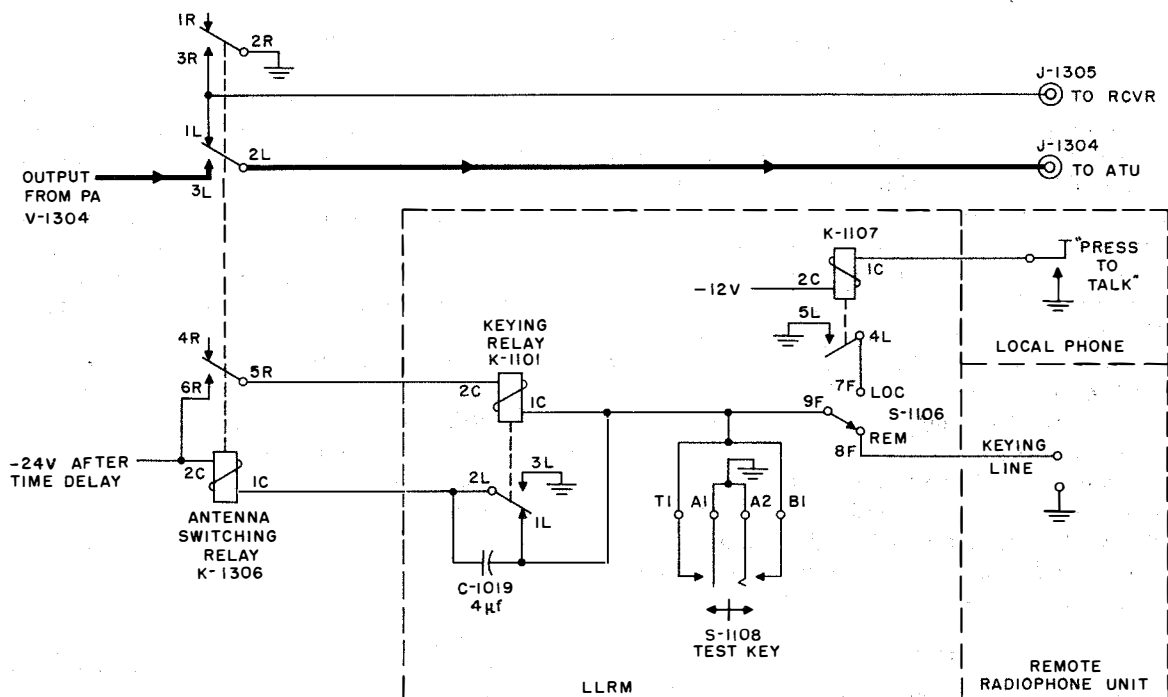 1R
2R
3R
J-1305
TO RCVR
1L
2L
J-1304
TO ATU
OUTPUT
FROM PA
V-1304
3L
K-1107
2C
1C
-12V
"PRESS
TO
TALK"
5L
4L
LOCAL PHONE
4R
5R
6R
KEYING
RELAY
K-1101
2C
1C
7F
LOC
S-1106
9F
REM
8F
KEYING
LINE
-24V AFTER
TIME DELAY
2C
1C
ANTENNA
SWITCHING
RELAY
K-1306
2L
3L
1L
C-1019
4µf
T1
A1
A2
B1
S-1108
TEST KEY
LLRM
REMOTE
RADIOPHONE UNIT